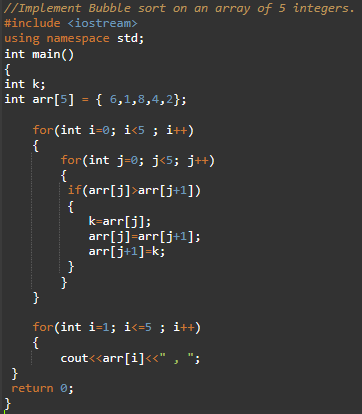 //Implement Bubble sort on an array of 5 integers.
#include <iostream>
using namespace std;
int main()
{
int k;
int arr[5] = { 6,1,8,4,2};
for(int i=0; i<5 ; i++)
{
for(int j=0; j<5; j++)
{
if(arr[j]>arr[j+1])
{
k=arr[j];
arr[j]=arr[j+1];
arr[j+1]=k;
}
}
}
for(int i=1; i<=5 ; i++)
{
cout<<arr[i]<<" , ";
}
return 0;
}